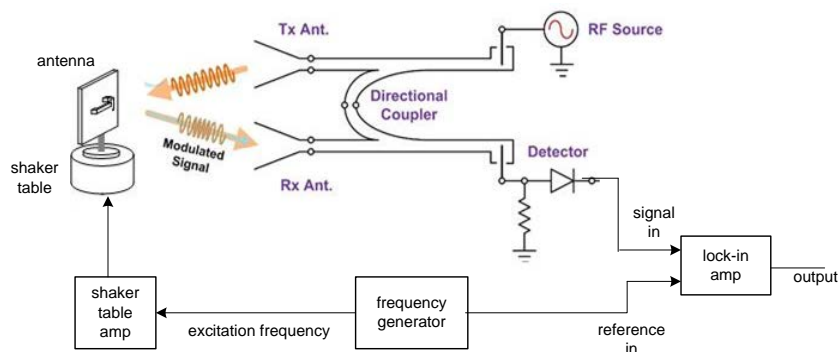 Tx Ant.
RF Source
antenna
Directional
Coupler
Modulated
Signal
Detector
shaker
table
Rx Ant.
signal
in
lock-in
amp
output
shaker
table
amp
excitation frequency
frequency
generator
reference
in